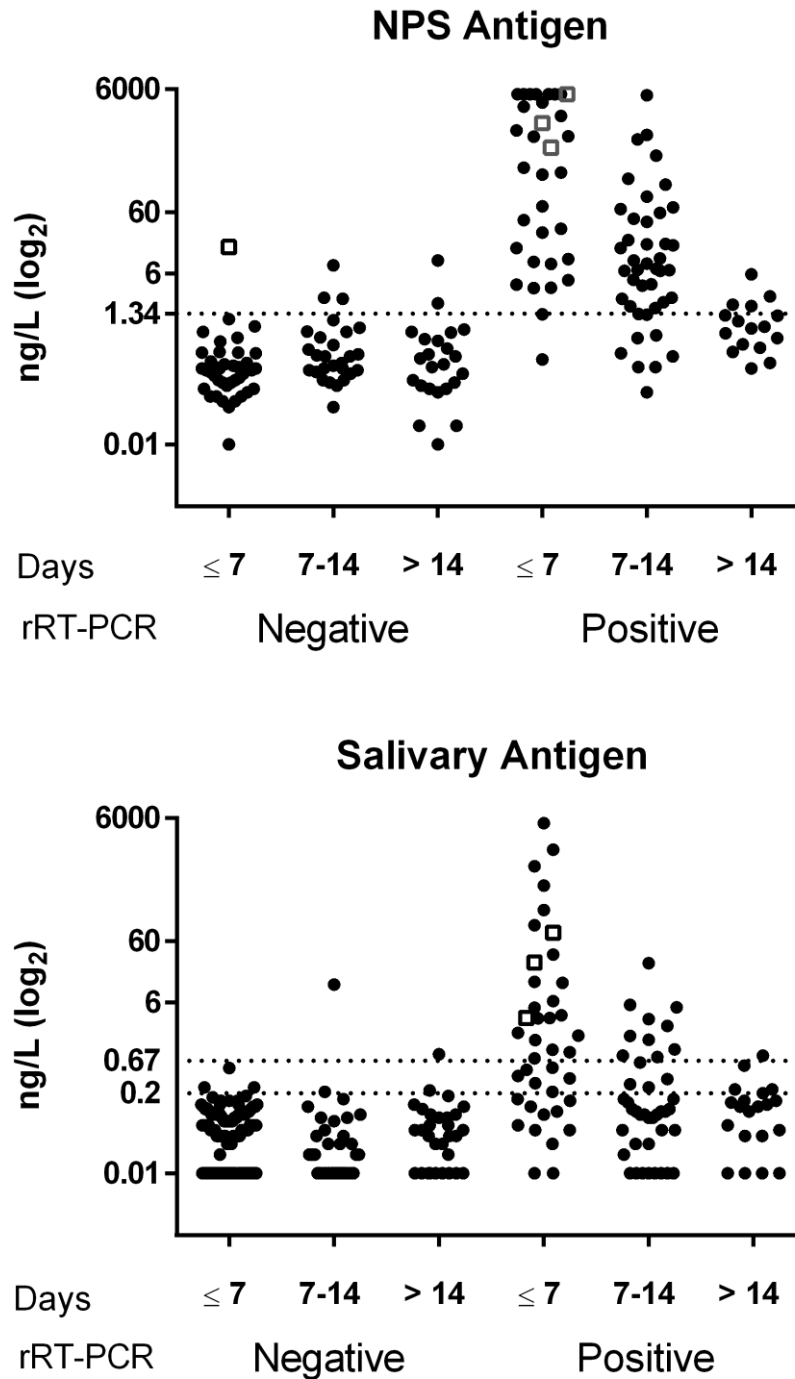 NPS Antigen
6000
60
6
1.34
0.01
ng/L (log₂)
Days ≤ 7 7-14 > 14 ≤ 7 7-14 > 14
rRT-PCR Negative Positive
Salivary Antigen
6000
60
6
0.67
0.2
0.01
ng/L (log₂)
Days ≤ 7 7-14 > 14 ≤ 7 7-14 > 14
rRT-PCR Negative Positive